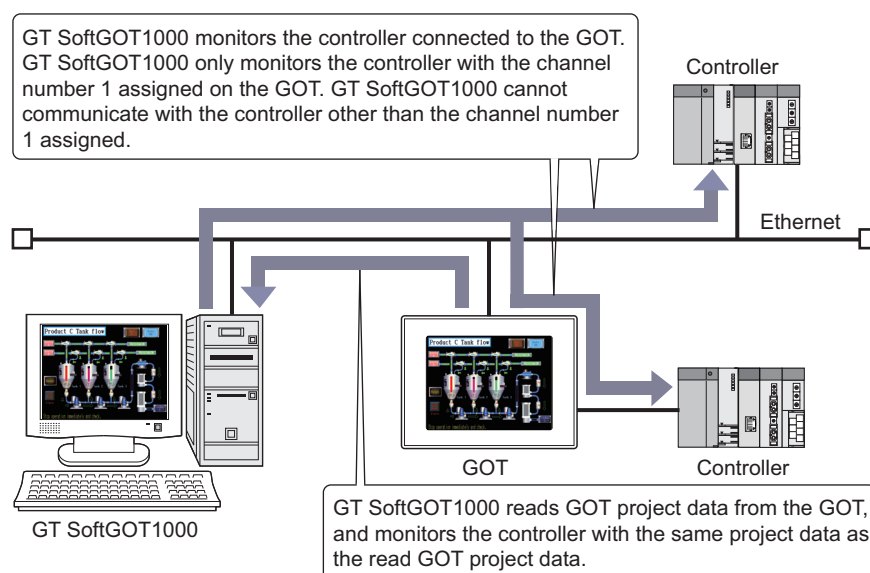 GT SoftGOT1000 monitors the controller connected to the GOT.
GT SoftGOT1000 only monitors the controller with the channel
number 1 assigned on the GOT. GT SoftGOT1000 cannot
communicate with the controller other than the channel number
1 assigned.
Controller
Ethernet
Product C Tank flow
Product C Tank flow
GOT
Controller
GT SoftGOT1000
GT SoftGOT1000 reads GOT project data from the GOT,
and monitors the controller with the same project data as
the read GOT project data.